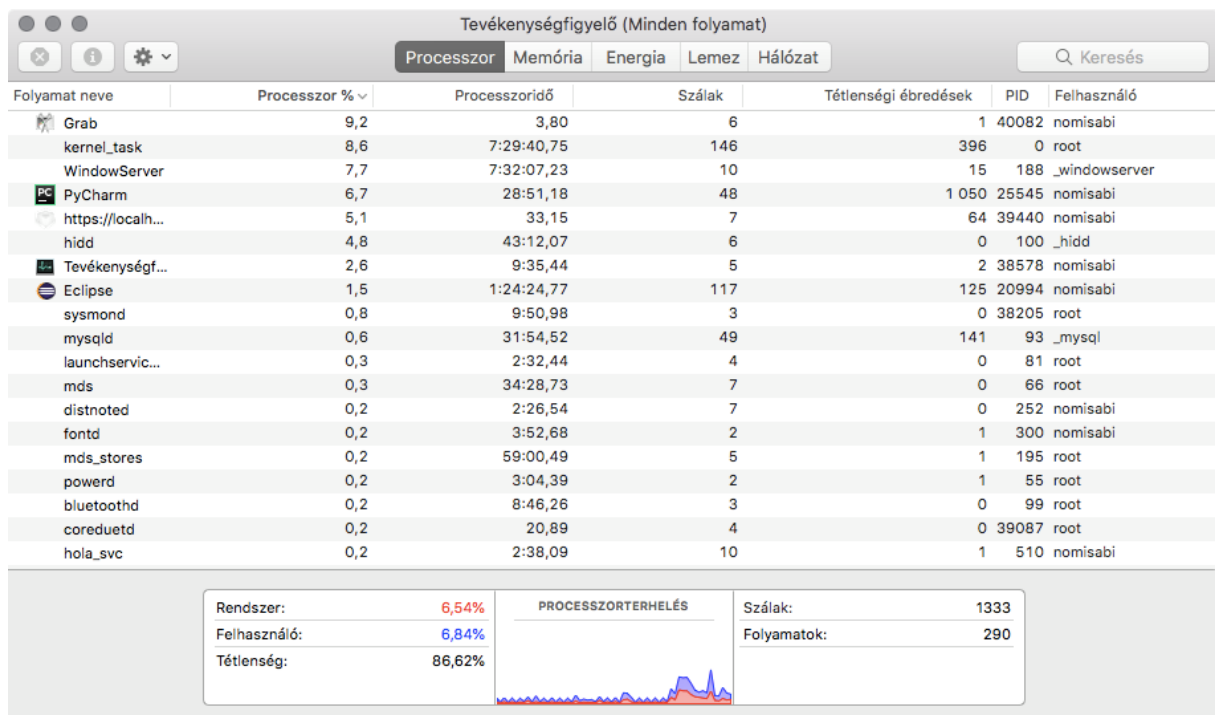 Tevékenységfigyelő (Minden folyamat)
Processzor Memória Energia Lemez Hálózat Keresés
Folyamat neve Processzor % Processzoridő Szálak Tétlenségi ébredések PID Felhasználó
Grab 9,2 3,80 6 1 40082 nomisabi
kernel_task 8,6 7:29:40,75 146 396 0 root
WindowServer 7,7 7:32:07,23 10 15 188 _windowserver
PC PyCharm 6,7 28:51,18 48 1 050 25545 nomisabi
https://localh... 5,1 33,15 7 64 39440 nomisabi
hidd 4,8 43:12,07 6 0 100 _hidd
Tevékenységf... 2,6 9:35,44 5 2 38578 nomisabi
Eclipse 1,5 1:24:24,77 117 125 20994 nomisabi
sysmond 0,8 9:50,98 3 0 38205 root
mysqld 0,6 31:54,52 49 141 93 _mysql
launchservic... 0,3 2:32,44 4 0 81 root
mds 0,3 34:28,73 7 0 66 root
distnoted 0,2 2:26,54 7 0 252 nomisabi
fontd 0,2 3:52,68 2 1 300 nomisabi
mds_stores 0,2 59:00,49 5 1 195 root
powerd 0,2 3:04,39 2 1 55 root
bluetoothd 0,2 8:46,26 3 0 99 root
coreduetd 0,2 20,89 4 0 39087 root
hola_svc 0,2 2:38,09 10 1 510 nomisabi
Rendszer: 6,54% PROCESSZORTERHELÉS Szálak: 1333
Felhasználó: 6,84% Folyamatok: 290
Tétlenség: 86,62%